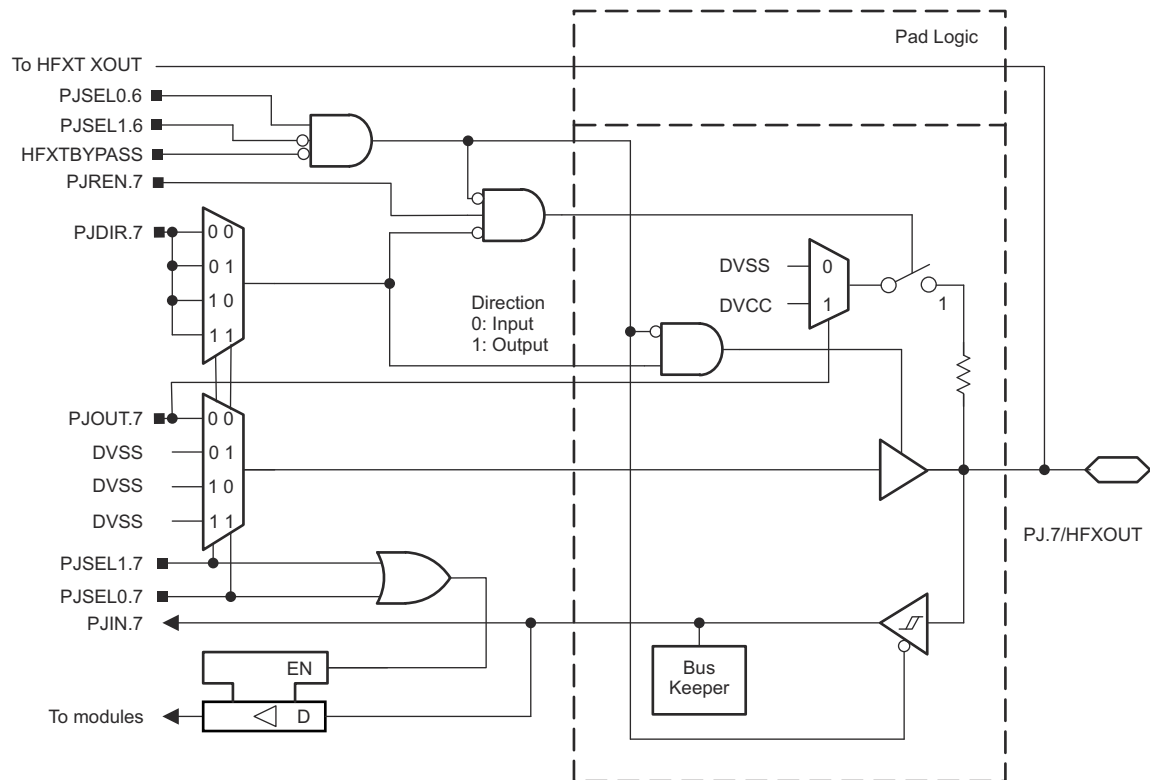 Pad Logic
To HFXT XOUT
PJSEL0.6
PJSEL1.6
HFXTBYPASS
PJREN.7
PJDIR.7
0 0
0 1
1 0
1 1
Direction
0: Input
1: Output
DVSS
0
DVCC
1
1
PJOUT.7
0 0
DVSS
0 1
DVSS
1 0
DVSS
1 1
PJ.7/HFXOUT
PJSEL1.7
PJSEL0.7
PJIN.7
EN
Bus
Keeper
To modules
D